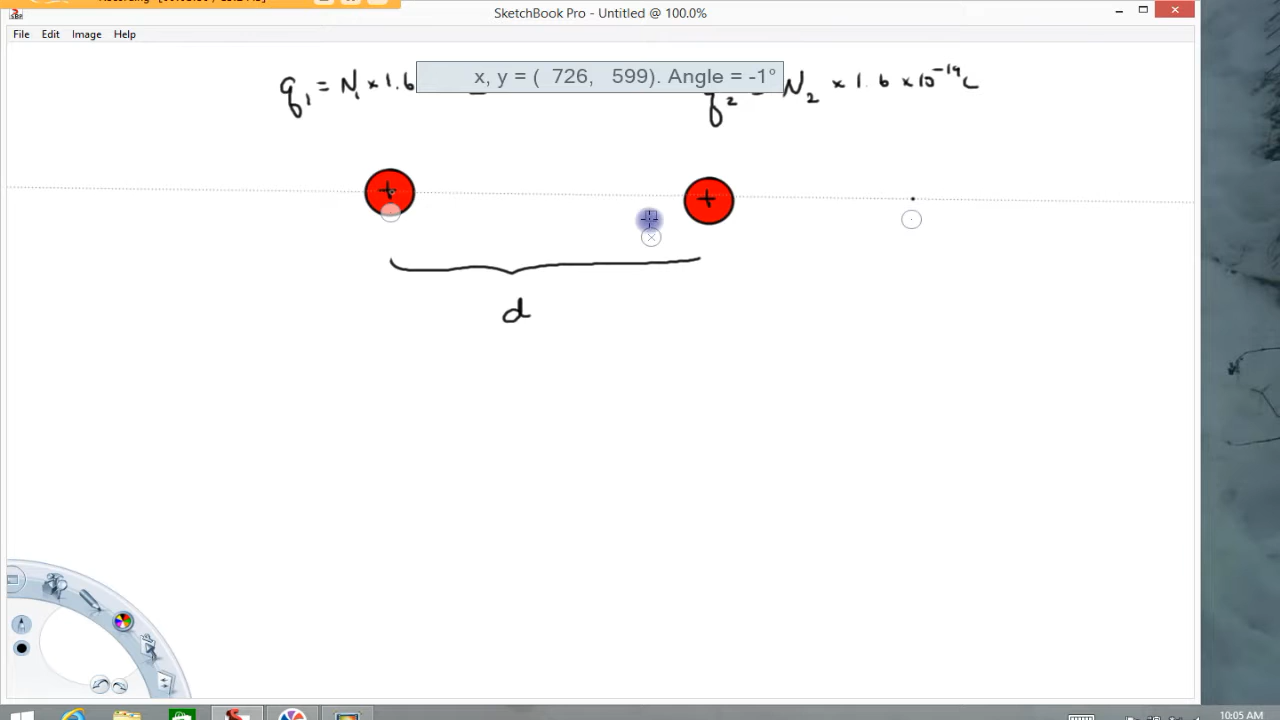 SketchBook Pro - Untitled @ 100.0%
File Edit Image Help
x, y = ( 726, 599). Angle = -1°
q₁ = N₁ × 1.6
q₂ = N₂ × 1.6 × 10⁻¹⁹C
+ +
d
10:05 AM